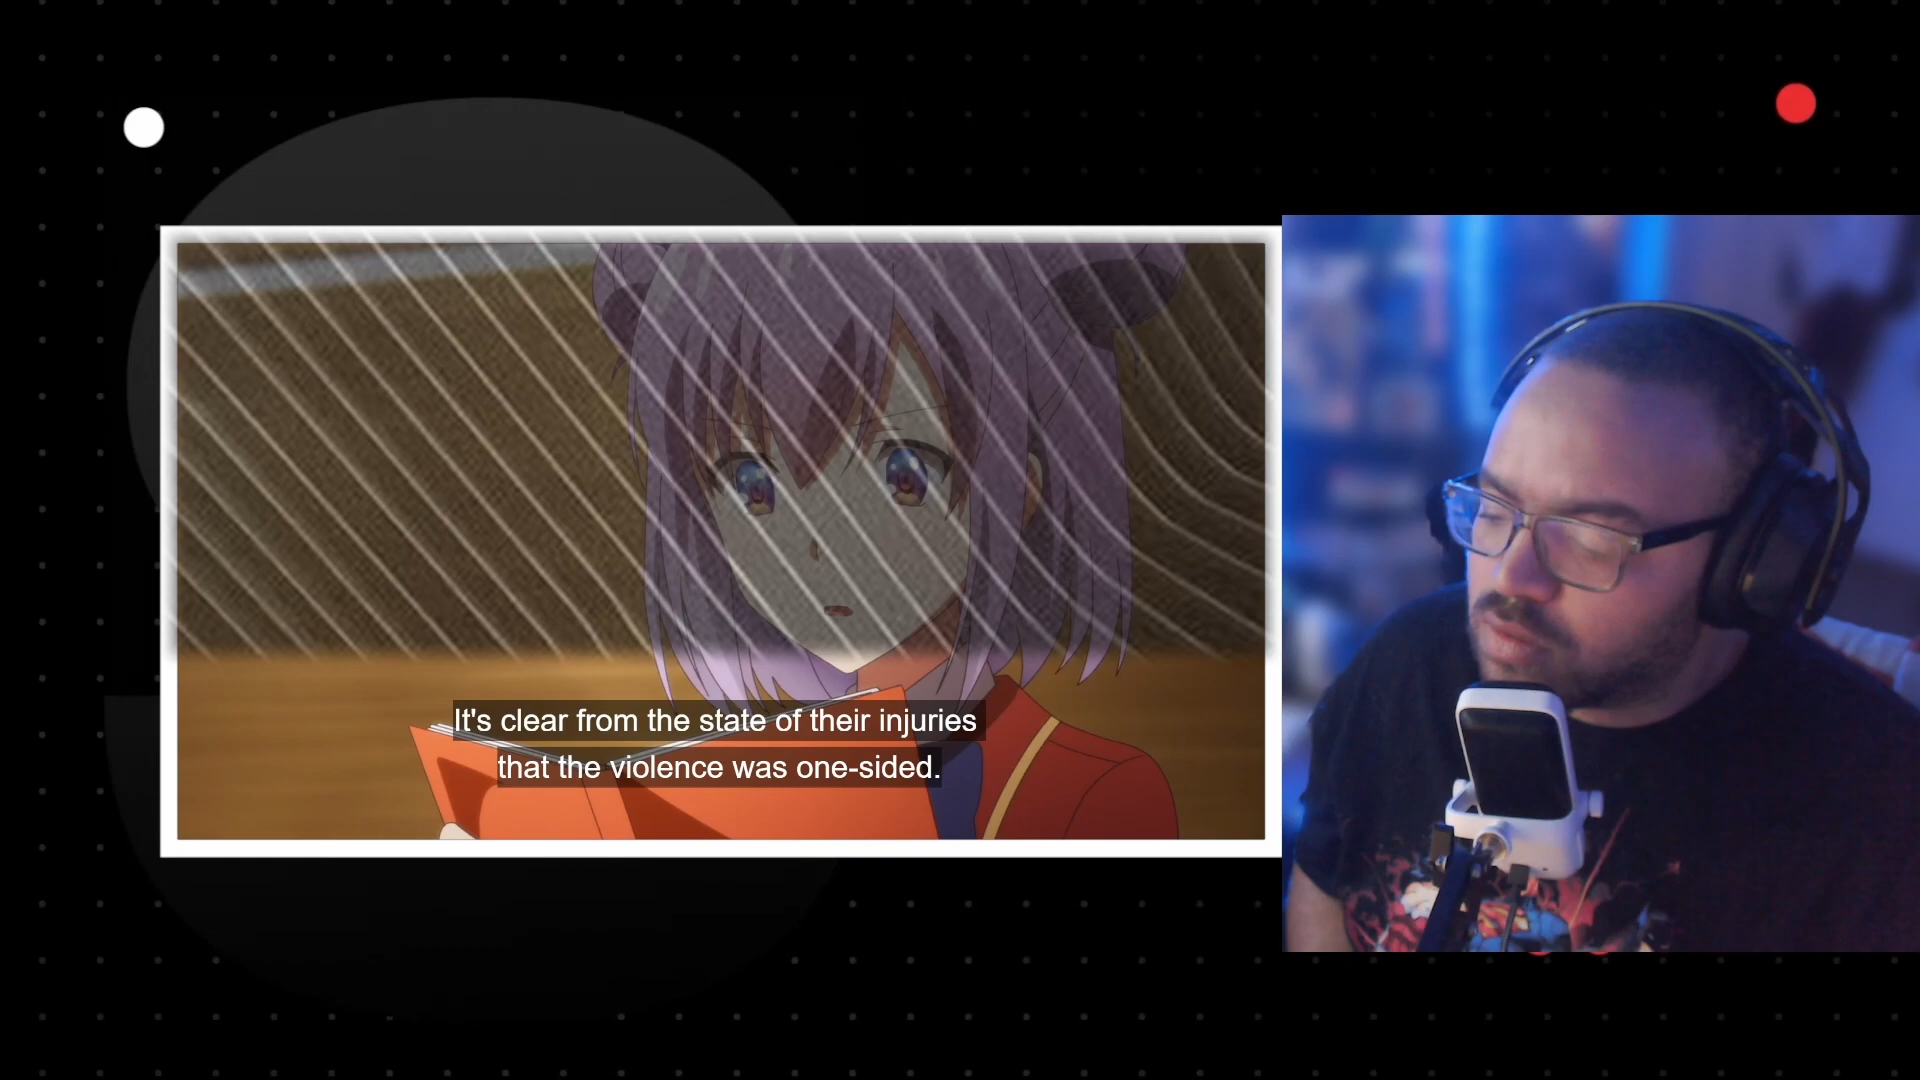 It's clear from the state of their injuries
that the violence was one-sided.